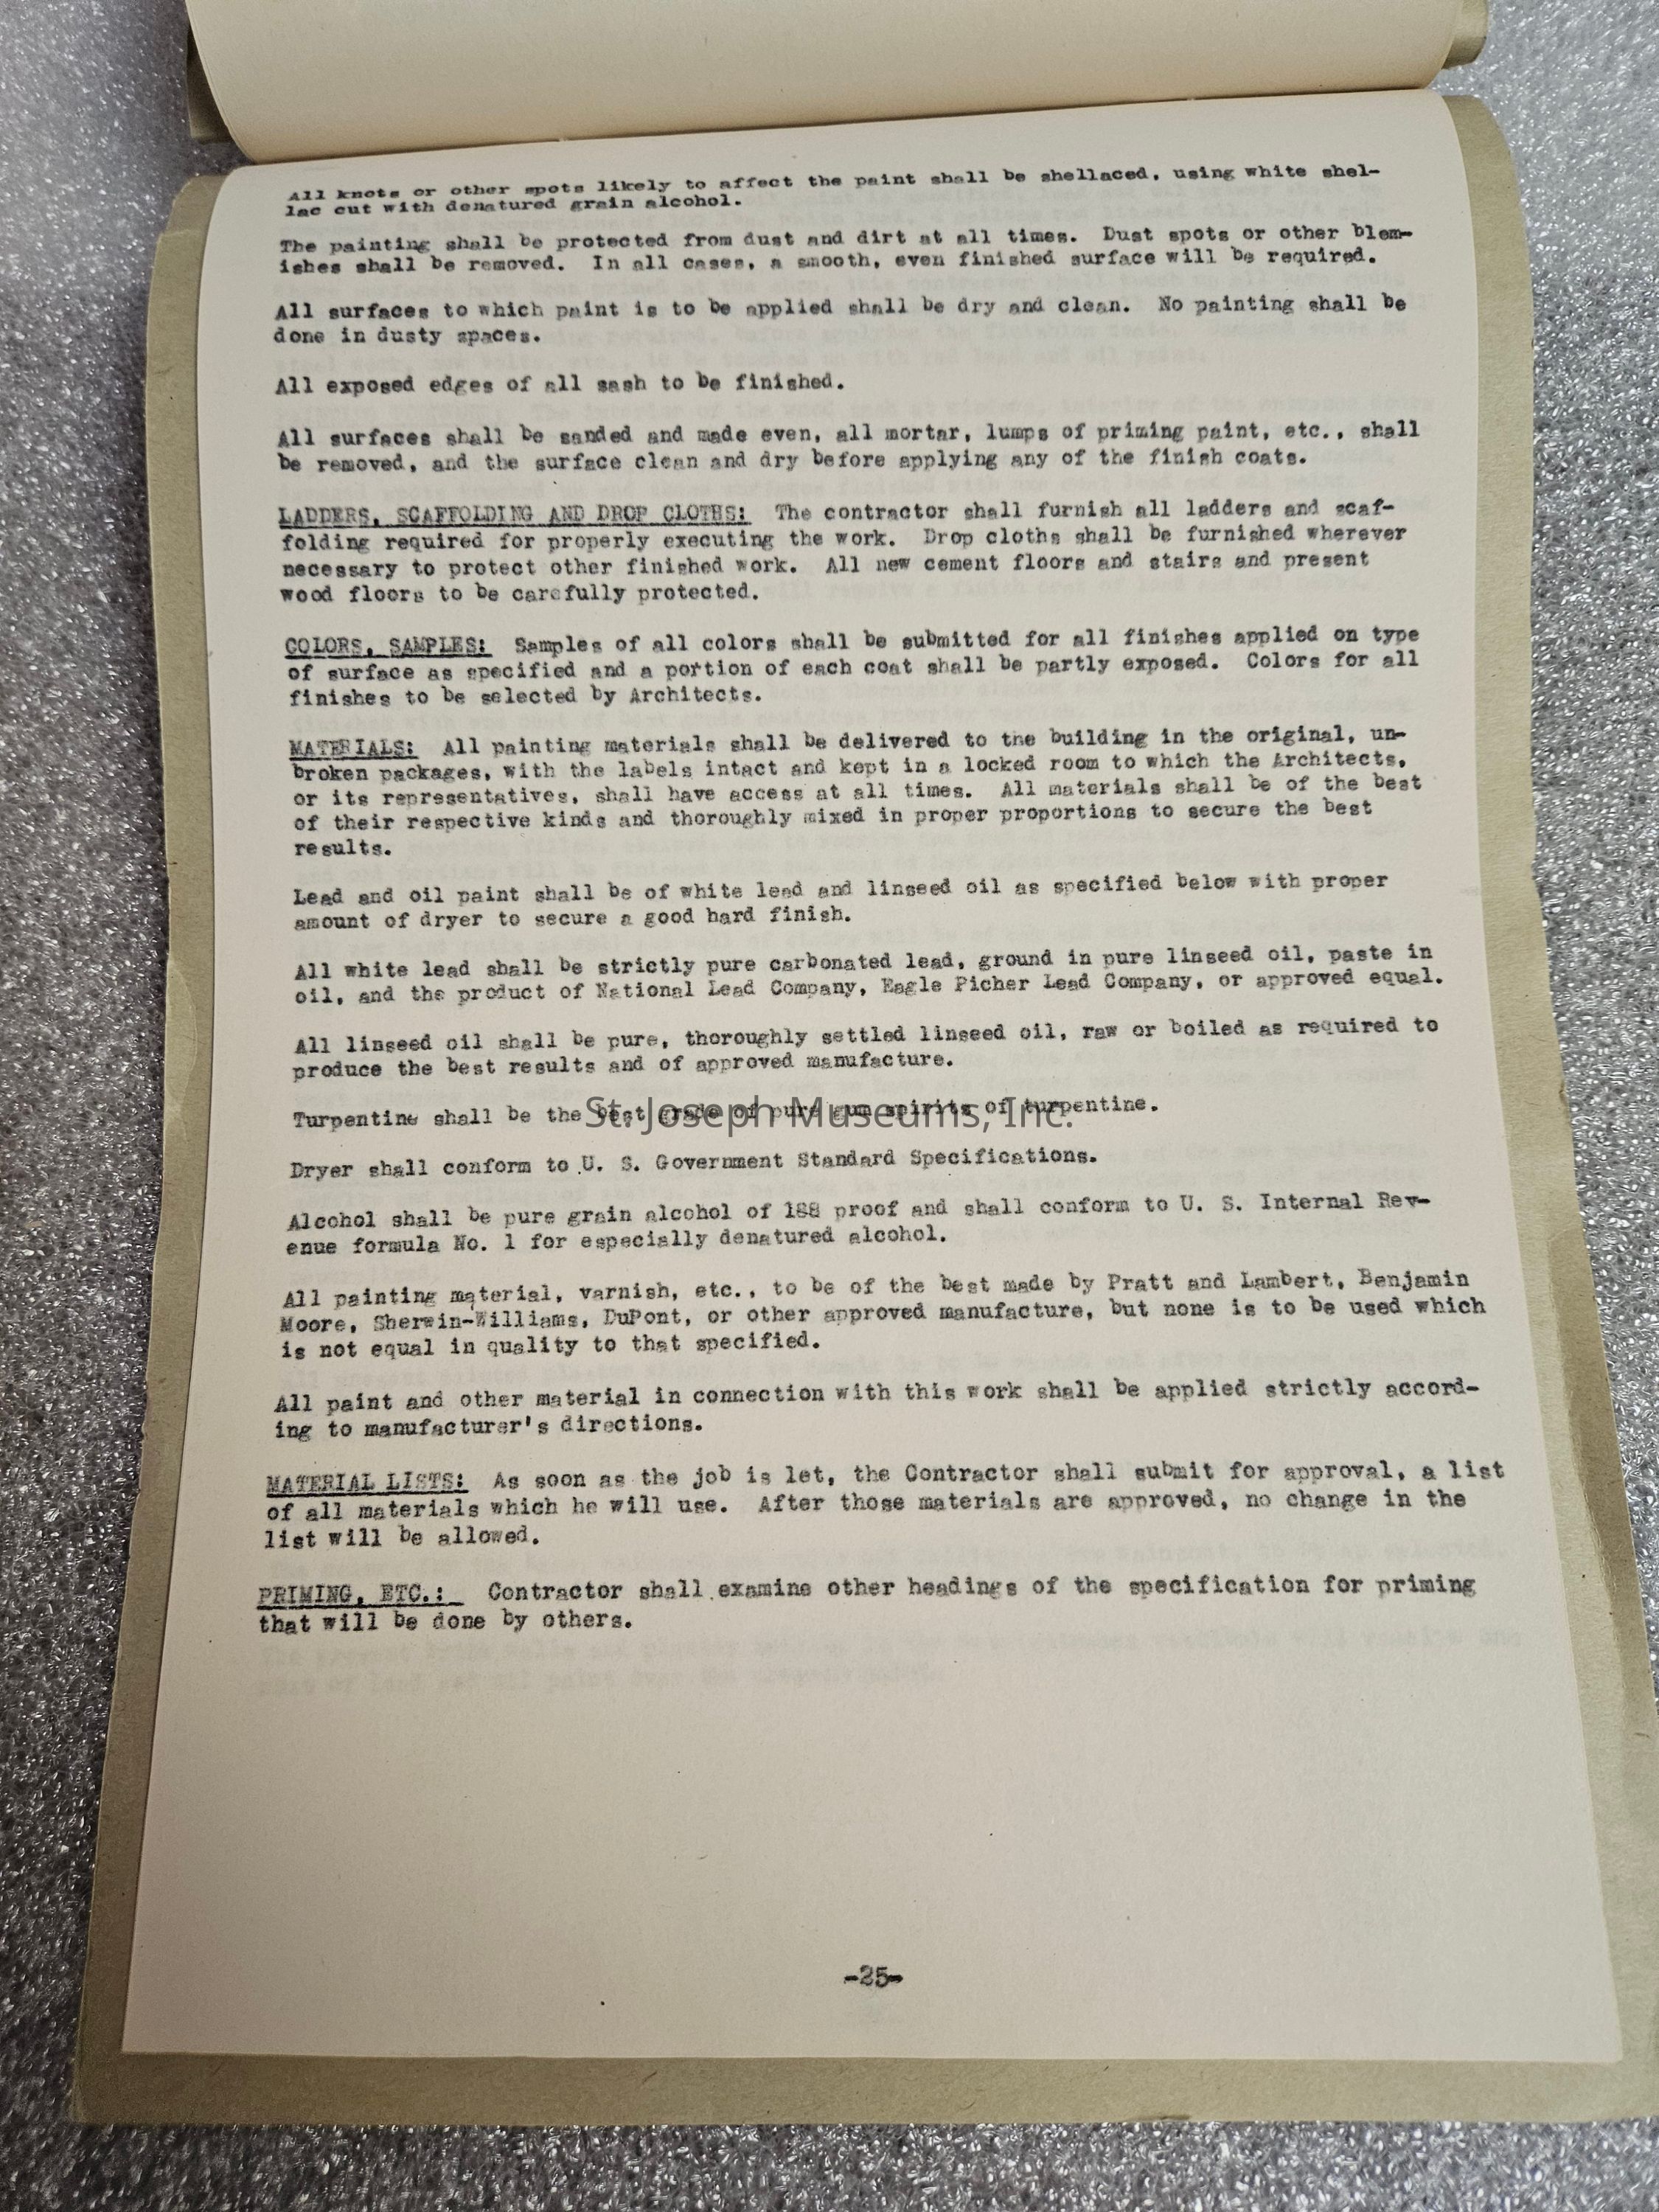 All knots or other spots likely to affect the paint shall be shellaced, using white shel-
lac cut with denatured grain alcohol.
The painting shall be protected from dust and dirt at all times. Dust spots or other blem-
ishes shall be removed. In all cases, a smooth, even finished surface will be required.
All surfaces to which paint is to be applied shall be dry and clean. No painting shall be
done in dusty spaces.
All exposed edges of all sash to be finished.
All surfaces shall be sanded and made even, all mortar, lumps of priming paint, etc., shall
be removed, and the surface clean and dry before applying any of the finish coats.
LADDERS, SCAFFOLDING AND DROP CLOTHS: The contractor shall furnish all ladders and scaf-
folding required for properly executing the work. Drop cloths shall be furnished wherever
necessary to protect other finished work. All new cement floors and stairs and present
wood floors to be carefully protected.
COLORS, SAMPLES: Samples of all colors shall be submitted for all finishes applied on type
of surface as specified and a portion of each coat shall be partly exposed. Colors for all
finishes to be selected by Architects.
MATERIALS: All painting materials shall be delivered to the building in the original, un-
broken packages, with the labels intact and kept in a locked room to which the Architects,
or its representatives, shall have access at all times. All materials shall be of the best
of their respective kinds and thoroughly mixed in proper proportions to secure the best
results.
Lead and oil paint shall be of white lead and linseed oil as specified below with proper
amount of dryer to secure a good hard finish.
All white lead shall be strictly pure carbonated lead, ground in pure linseed oil, paste in
oil, and the product of National Lead Company, Eagle Picher Lead Company, or approved equal.
All linseed oil shall be pure, thoroughly settled linseed oil, raw or boiled as required to
produce the best results and of approved manufacture.
Turpentine shall be the best grade of pure gum spirits of turpentine.
St. Joseph Museums, Inc.
Dryer shall conform to U. S. Government Standard Specifications.
Alcohol shall be pure grain alcohol of 188 proof and shall conform to U. S. Internal Rev-
enue formula No. 1 for especially denatured alcohol.
All painting material, varnish, etc., to be of the best made by Pratt and Lambert, Benjamin
Moore, Sherwin-Williams, DuPont, or other approved manufacture, but none is to be used which
is not equal in quality to that specified.
All paint and other material in connection with this work shall be applied strictly accord-
ing to manufacturer's directions.
MATERIAL LISTS: As soon as the job is let, the Contractor shall submit for approval, a list
of all materials which he will use. After those materials are approved, no change in the
list will be allowed.
PRIMING, ETC.: Contractor shall examine other headings of the specification for priming
that will be done by others.
-25-